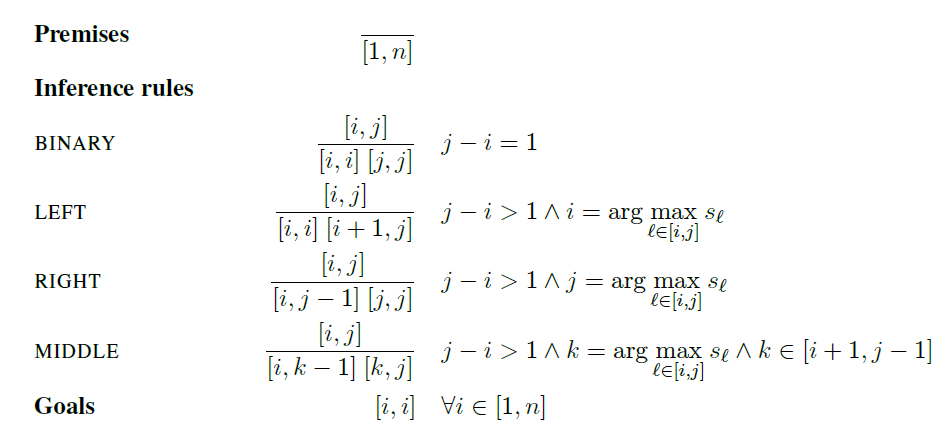 Premises
[1, n]
Inference rules
BINARY [i, j] / [i, i] [j, j] j − i = 1
LEFT [i, j] / [i, i] [i + 1, j] j − i > 1 ∧ i = arg max_{ℓ∈[i,j]} s_ℓ
RIGHT [i, j] / [i, j − 1] [j, j] j − i > 1 ∧ j = arg max_{ℓ∈[i,j]} s_ℓ
MIDDLE [i, j] / [i, k − 1] [k, j] j − i > 1 ∧ k = arg max_{ℓ∈[i,j]} s_ℓ ∧ k ∈ [i + 1, j − 1]
Goals [i, i] ∀i ∈ [1, n]